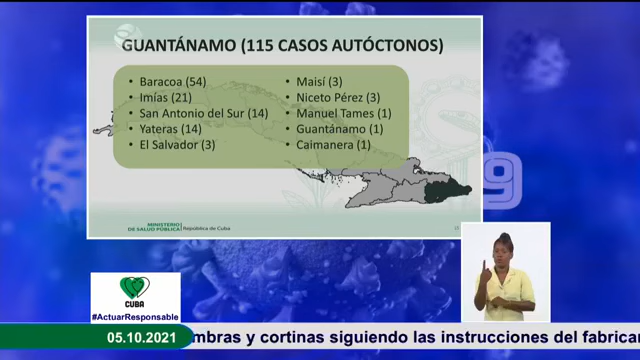 GUANTÁNAMO (115 CASOS AUTÓCTONOS)
• Baracoa (54)
• Imías (21)
• San Antonio del Sur (14)
• Yateras (14)
• El Salvador (3)
• Maisí (3)
• Niceto Pérez (3)
• Manuel Tames (1)
• Guantánamo (1)
• Caimanera (1)
MINISTERIO DE SALUD PÚBLICA
República de Cuba
9
CUBA
#ActuarResponsable
05.10.2021
mbras y cortinas siguiendo las instrucciones del fabrican